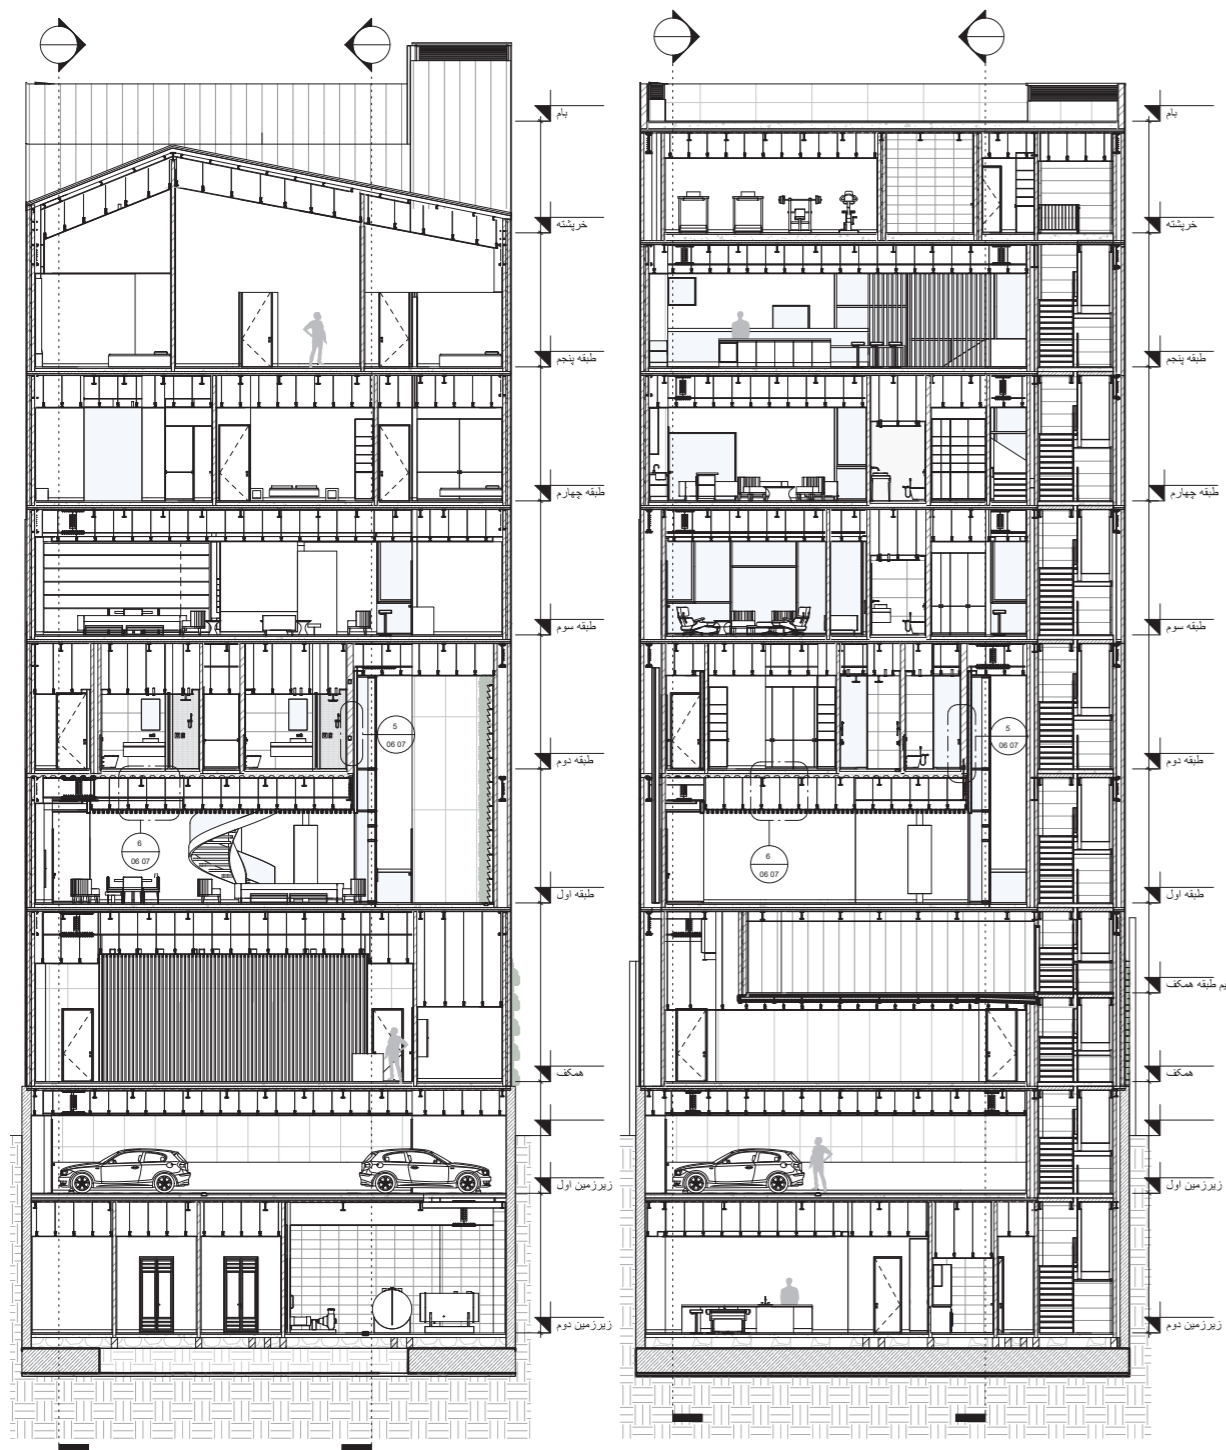 بام
خرپشته
طبقه پنجم
طبقه چهارم
طبقه سوم
5
06 07
طبقه دوم
6
06 07
طبقه اول
همکف
زیرزمین اول
زیرزمین دوم
بام
خرپشته
طبقه پنجم
طبقه چهارم
طبقه سوم
5
06 07
طبقه دوم
6
06 07
طبقه اول
یم طبقه همکف
همکف
زیرزمین اول
زیرزمین دوم